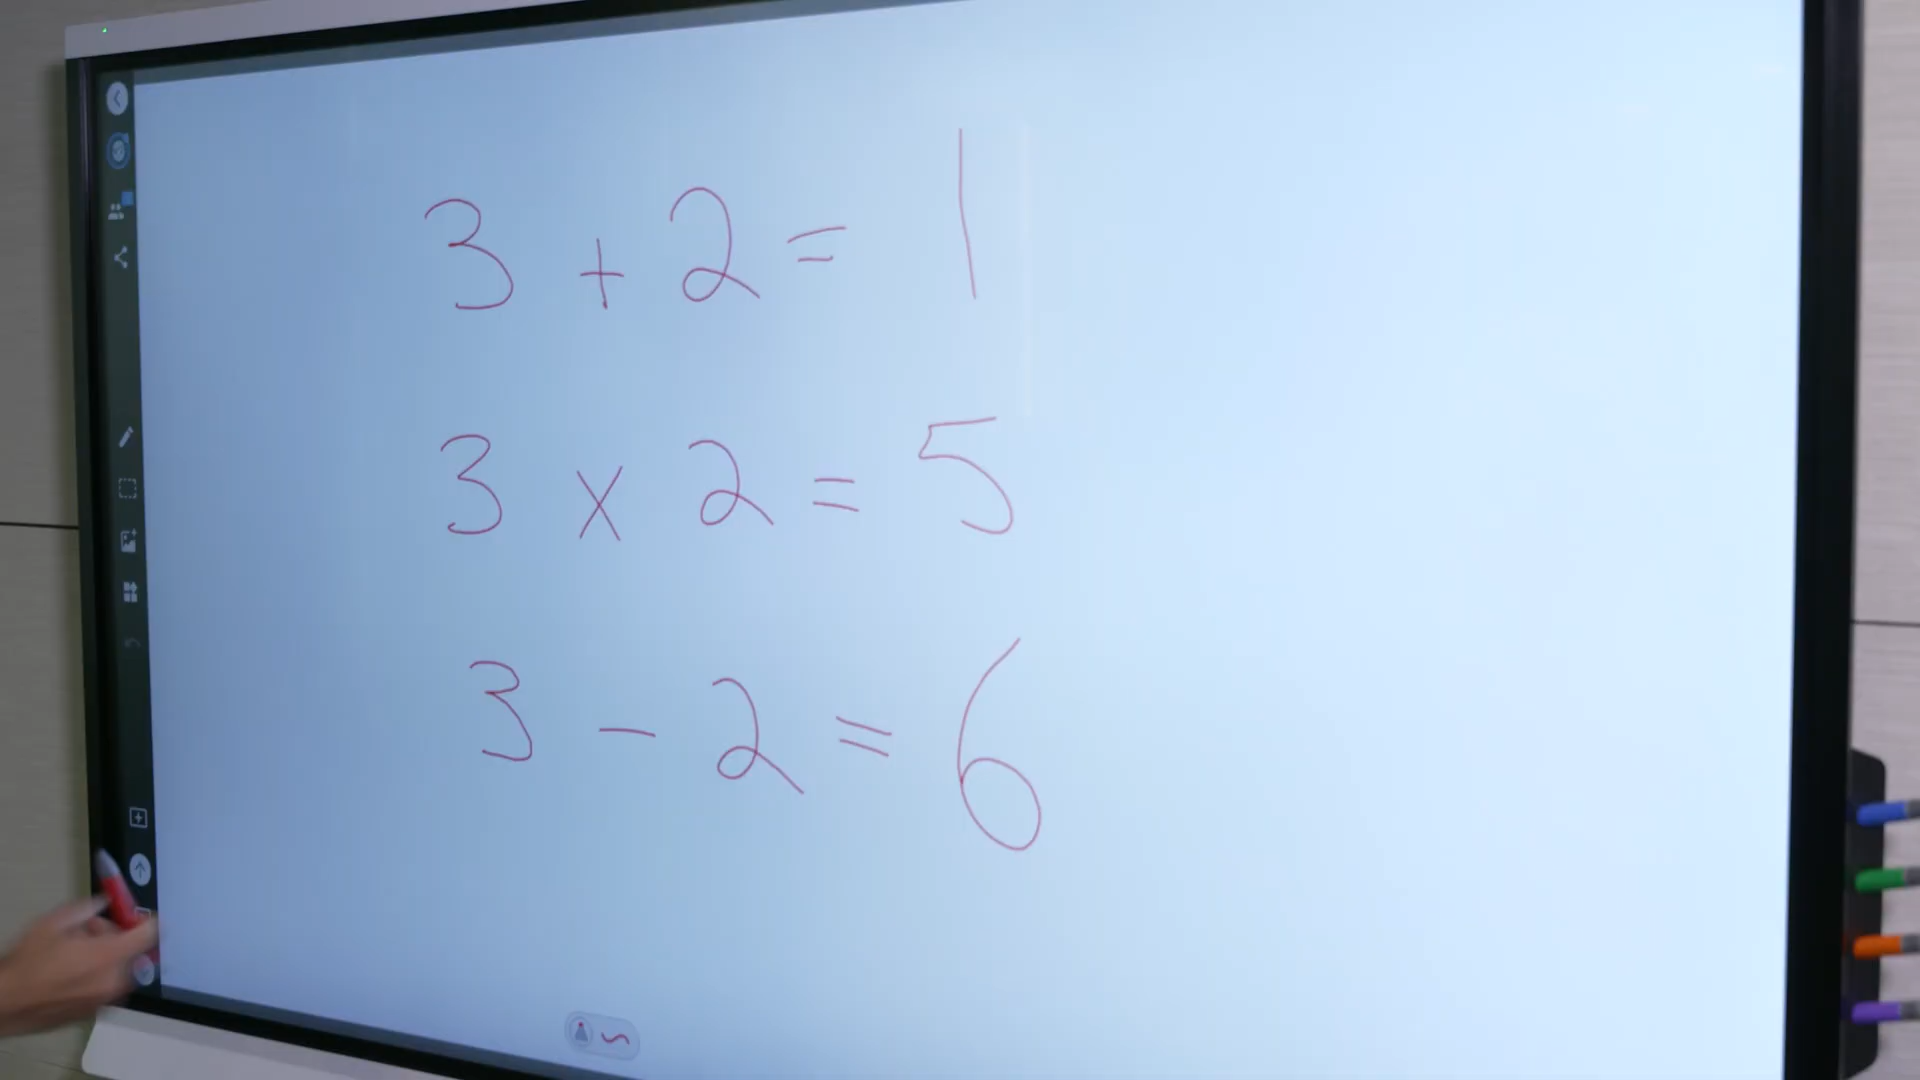 3 + 2 = 1
3 x 2 = 5
3 - 2 = 6